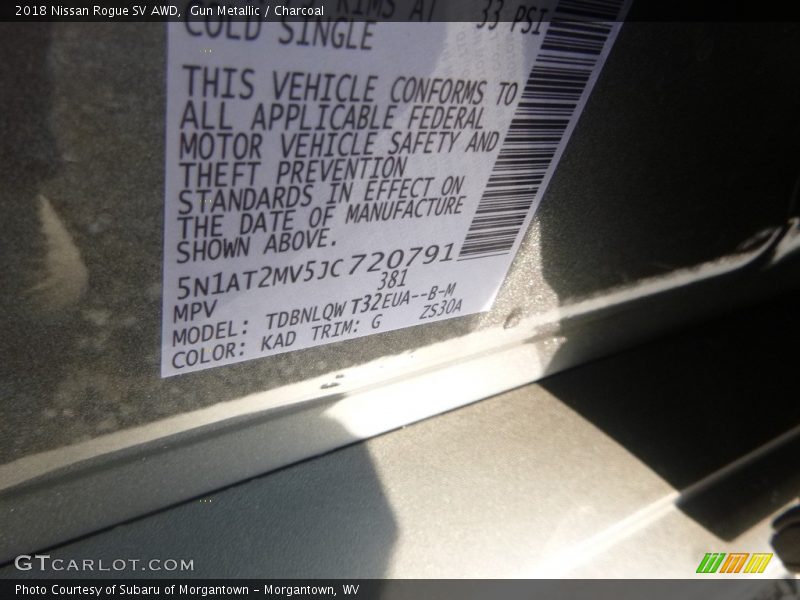 2018 Nissan Rogue SV AWD, Gun Metallic / Charcoal
RIMS AT 33 PSI
COLD SINGLE
THIS VEHICLE CONFORMS TO
ALL APPLICABLE FEDERAL
MOTOR VEHICLE SAFETY AND
THEFT PREVENTION
STANDARDS IN EFFECT ON
THE DATE OF MANUFACTURE
SHOWN ABOVE.
5N1AT2MV5JC720791
MPV 381
MODEL: TDBNLQW T32EUA--B-M
COLOR: KAD TRIM: G ZS30A
GTCARLOT.COM
Photo Courtesy of Subaru of Morgantown - Morgantown, WV